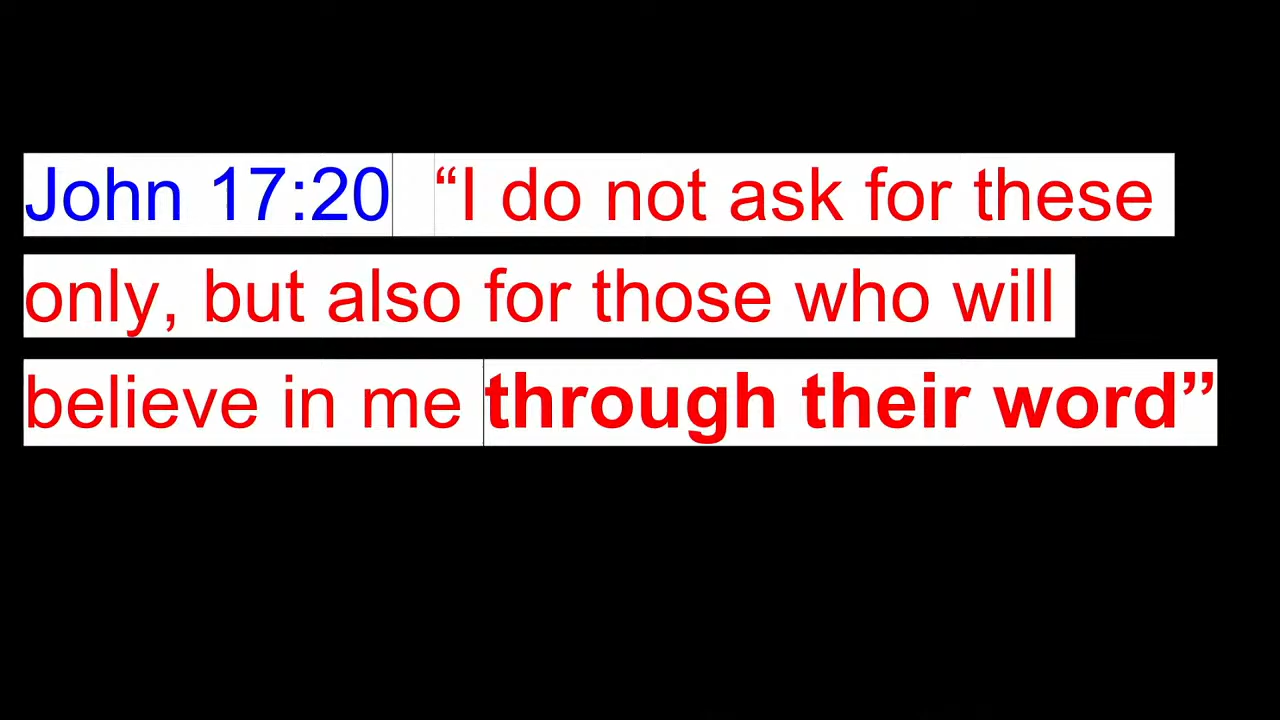 John 17:20 “I do not ask for these
only, but also for those who will
believe in me through their word”